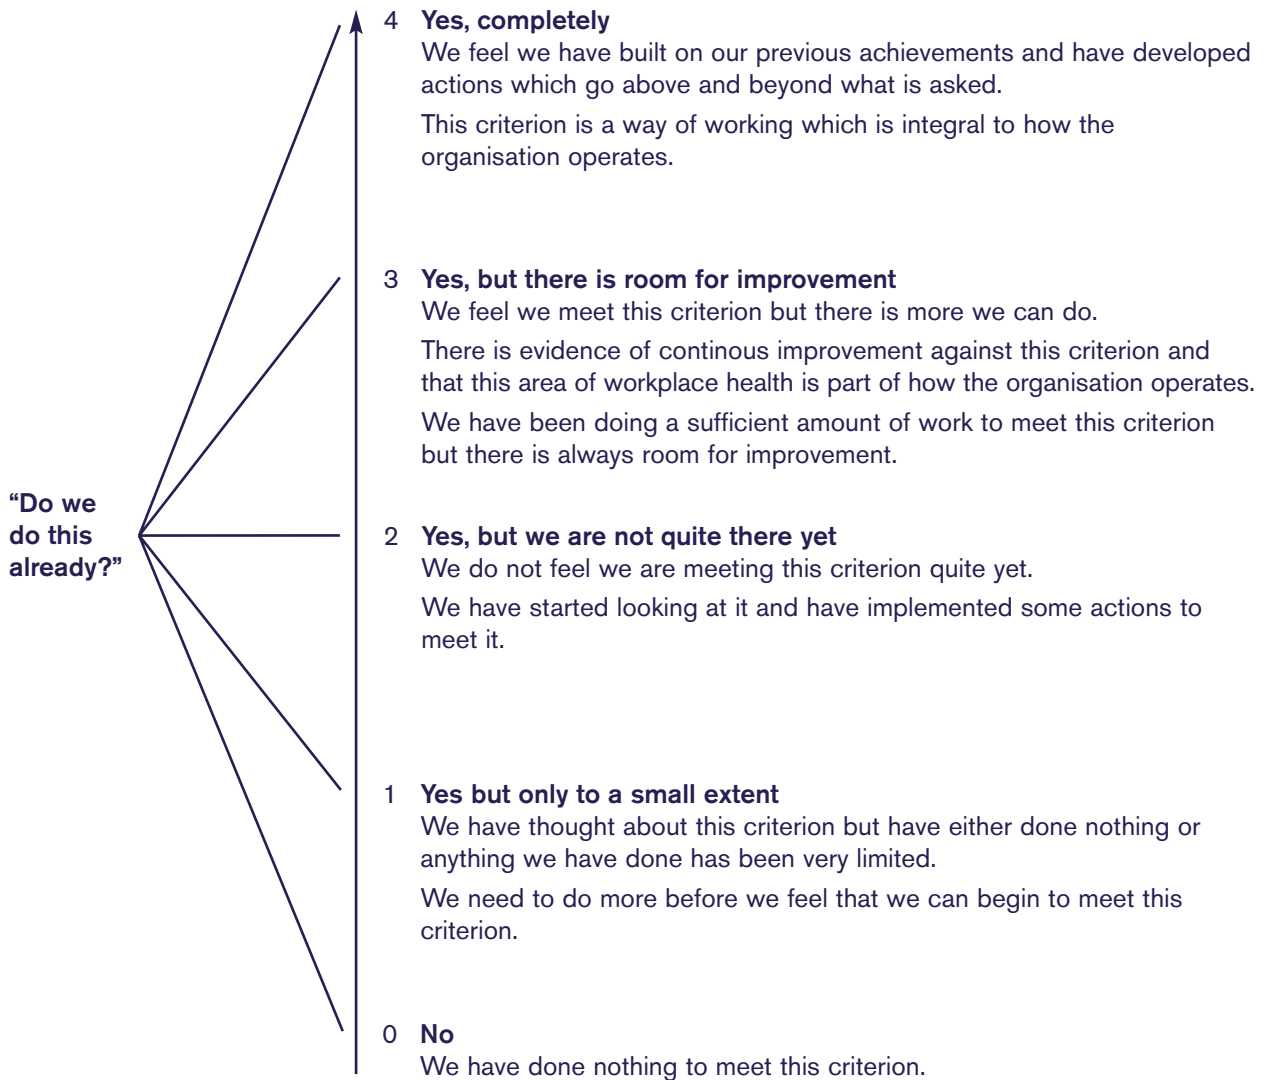 4 Yes, completely
We feel we have built on our previous achievements and have developed
actions which go above and beyond what is asked.
This criterion is a way of working which is integral to how the
organisation operates.
3 Yes, but there is room for improvement
We feel we meet this criterion but there is more we can do.
There is evidence of continous improvement against this criterion and
that this area of workplace health is part of how the organisation operates.
We have been doing a sufficient amount of work to meet this criterion
but there is always room for improvement.
“Do we
do this
already?”
2 Yes, but we are not quite there yet
We do not feel we are meeting this criterion quite yet.
We have started looking at it and have implemented some actions to
meet it.
1 Yes but only to a small extent
We have thought about this criterion but have either done nothing or
anything we have done has been very limited.
We need to do more before we feel that we can begin to meet this
criterion.
0 No
We have done nothing to meet this criterion.